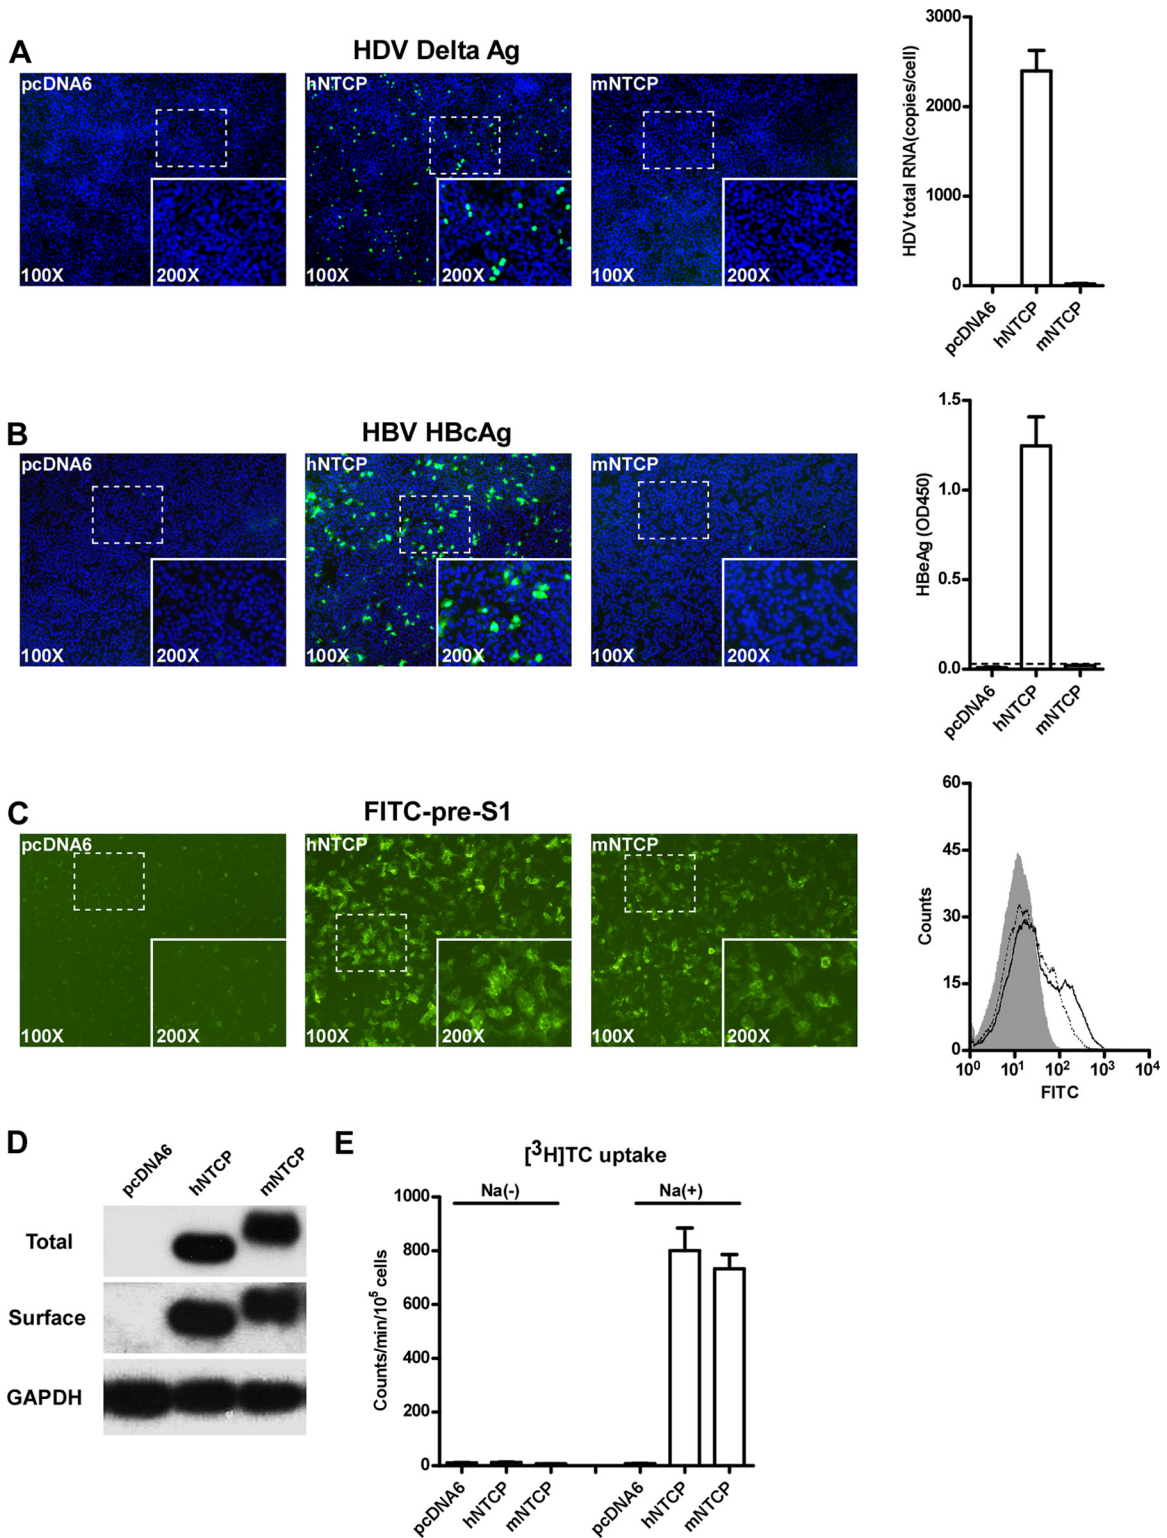 A
HDV Delta Ag
pcDNA6
100X
200X
hNTCP
100X
200X
mNTCP
100X
200X
HDV total RNA(copies/cell)
3000
2000
1000
0
pcDNA6
hNTCP
mNTCP
B
HBV HBcAg
pcDNA6
100X
200X
hNTCP
100X
200X
mNTCP
100X
200X
HBeAg (OD450)
1.5
1.0
0.5
0.0
pcDNA6
hNTCP
mNTCP
C
FITC-pre-S1
pcDNA6
100X
200X
hNTCP
100X
200X
mNTCP
100X
200X
Counts
60
45
30
15
0
10⁰ 10¹ 10² 10³ 10⁴
FITC
D
pcDNA6
hNTCP
mNTCP
Total
Surface
GAPDH
E
[³H]TC uptake
Na(-)
Na(+)
Counts/min/10⁵ cells
1000
800
600
400
200
0
pcDNA6
hNTCP
mNTCP
pcDNA6
hNTCP
mNTCP